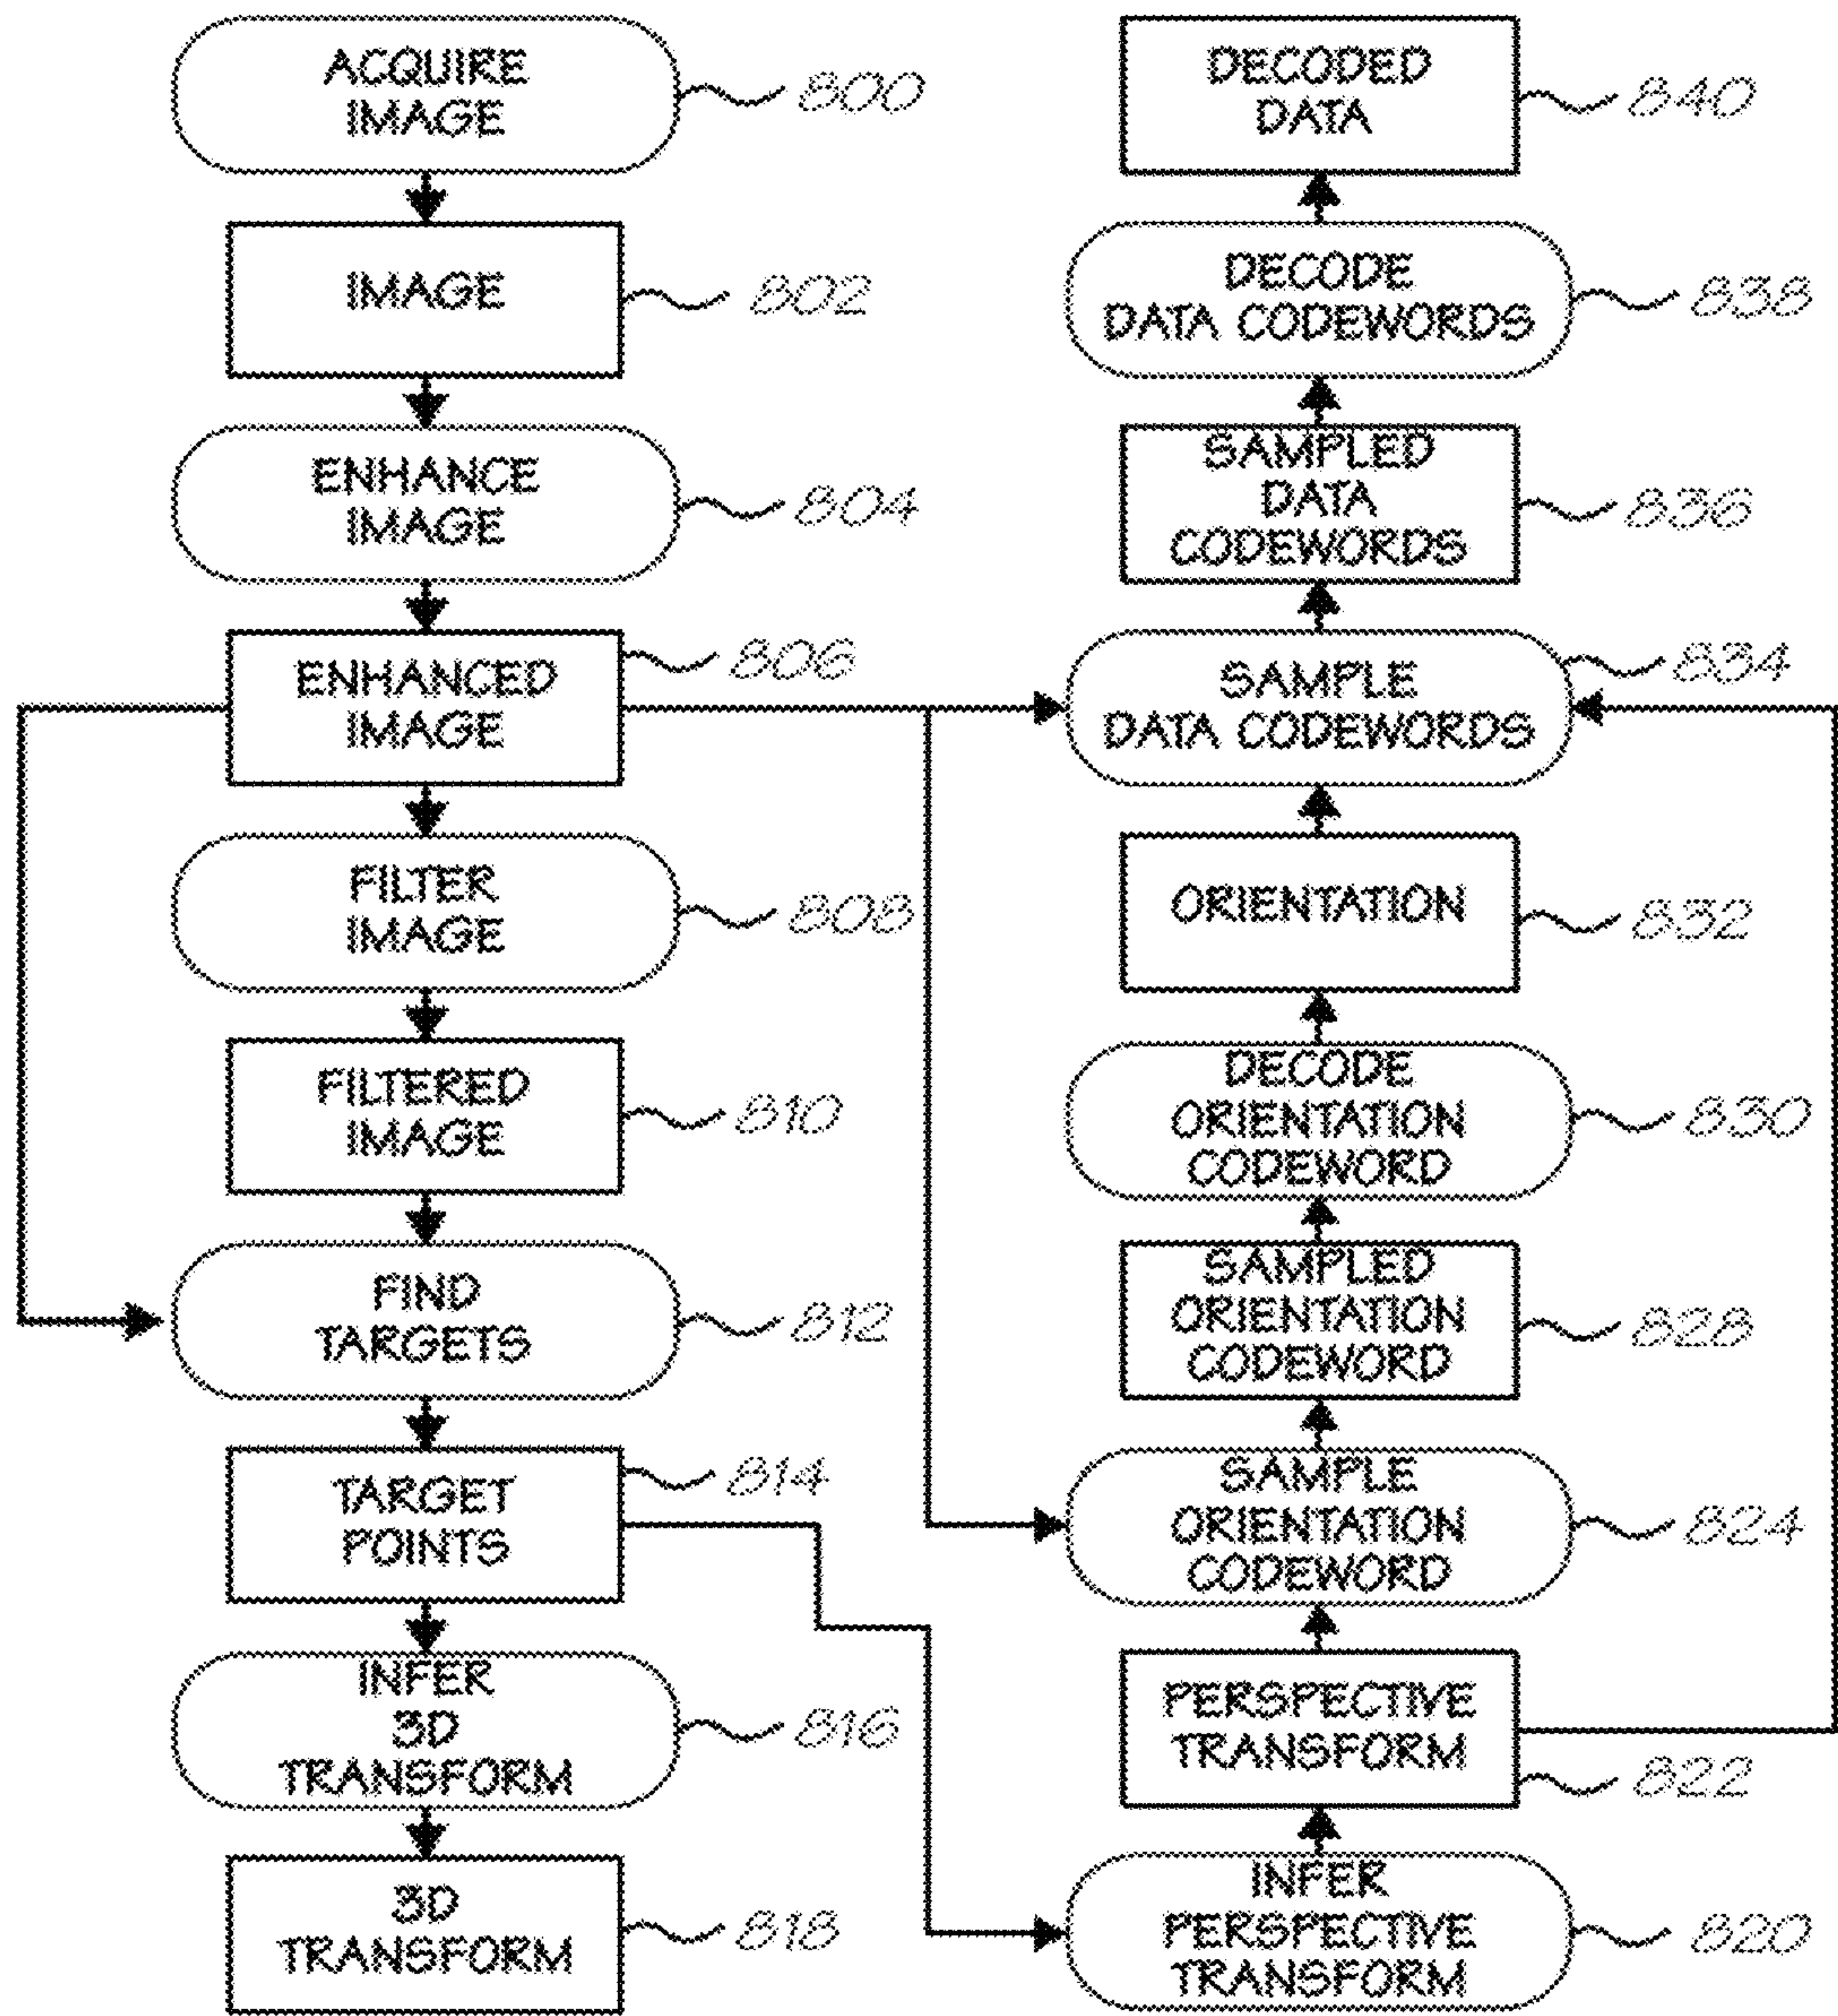 ACQUIRE
IMAGE
800
IMAGE
802
ENHANCE
IMAGE
804
ENHANCED
IMAGE
806
FILTER
IMAGE
808
FILTERED
IMAGE
810
FIND
TARGETS
812
TARGET
POINTS
814
INFER
3D
TRANSFORM
816
3D
TRANSFORM
818
DECODED
DATA
840
DECODE
DATA CODEWORDS
838
SAMPLED
DATA
CODEWORDS
836
SAMPLE
DATA CODEWORDS
834
ORIENTATION
832
DECODE
ORIENTATION
CODEWORD
830
SAMPLED
ORIENTATION
CODEWORD
828
SAMPLE
ORIENTATION
CODEWORD
824
PERSPECTIVE
TRANSFORM
822
INFER
PERSPECTIVE
TRANSFORM
820